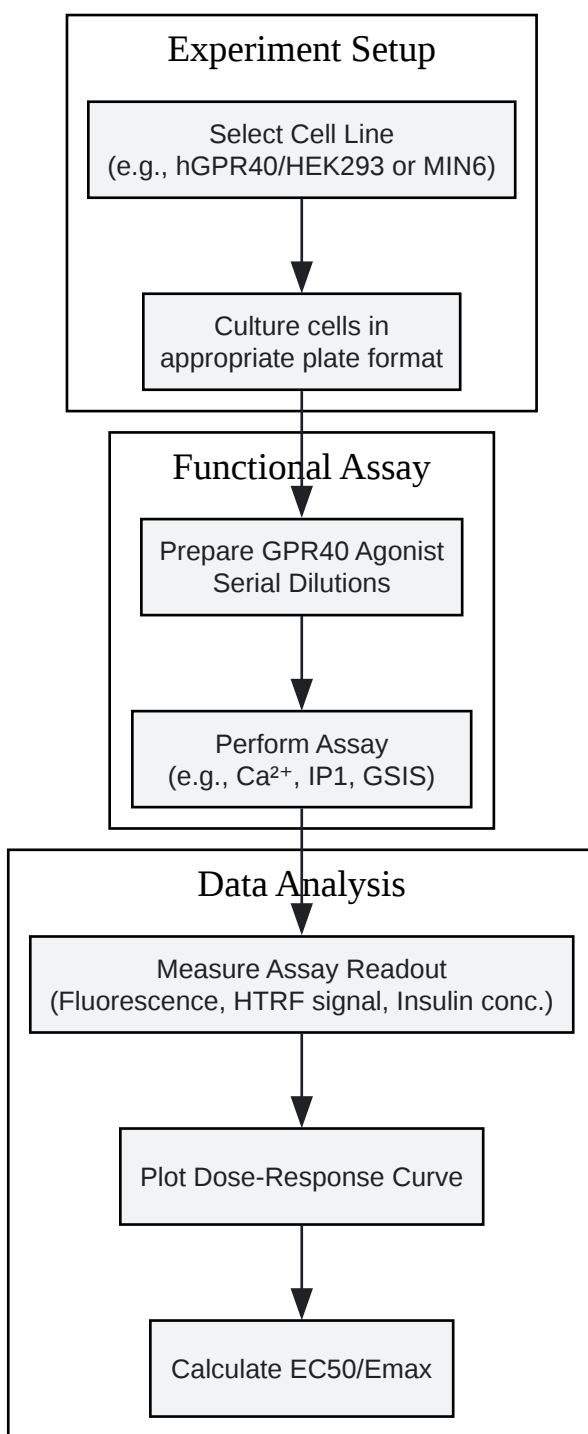 Experiment Setup
Select Cell Line
(e.g., hGPR40/HEK293 or MIN6)
Culture cells in
appropriate plate format
Functional Assay
Prepare GPR40 Agonist
Serial Dilutions
Perform Assay
(e.g., Ca²⁺, IP1, GSIS)
Data Analysis
Measure Assay Readout
(Fluorescence, HTRF signal, Insulin conc.)
Plot Dose-Response Curve
Calculate EC50/Emax